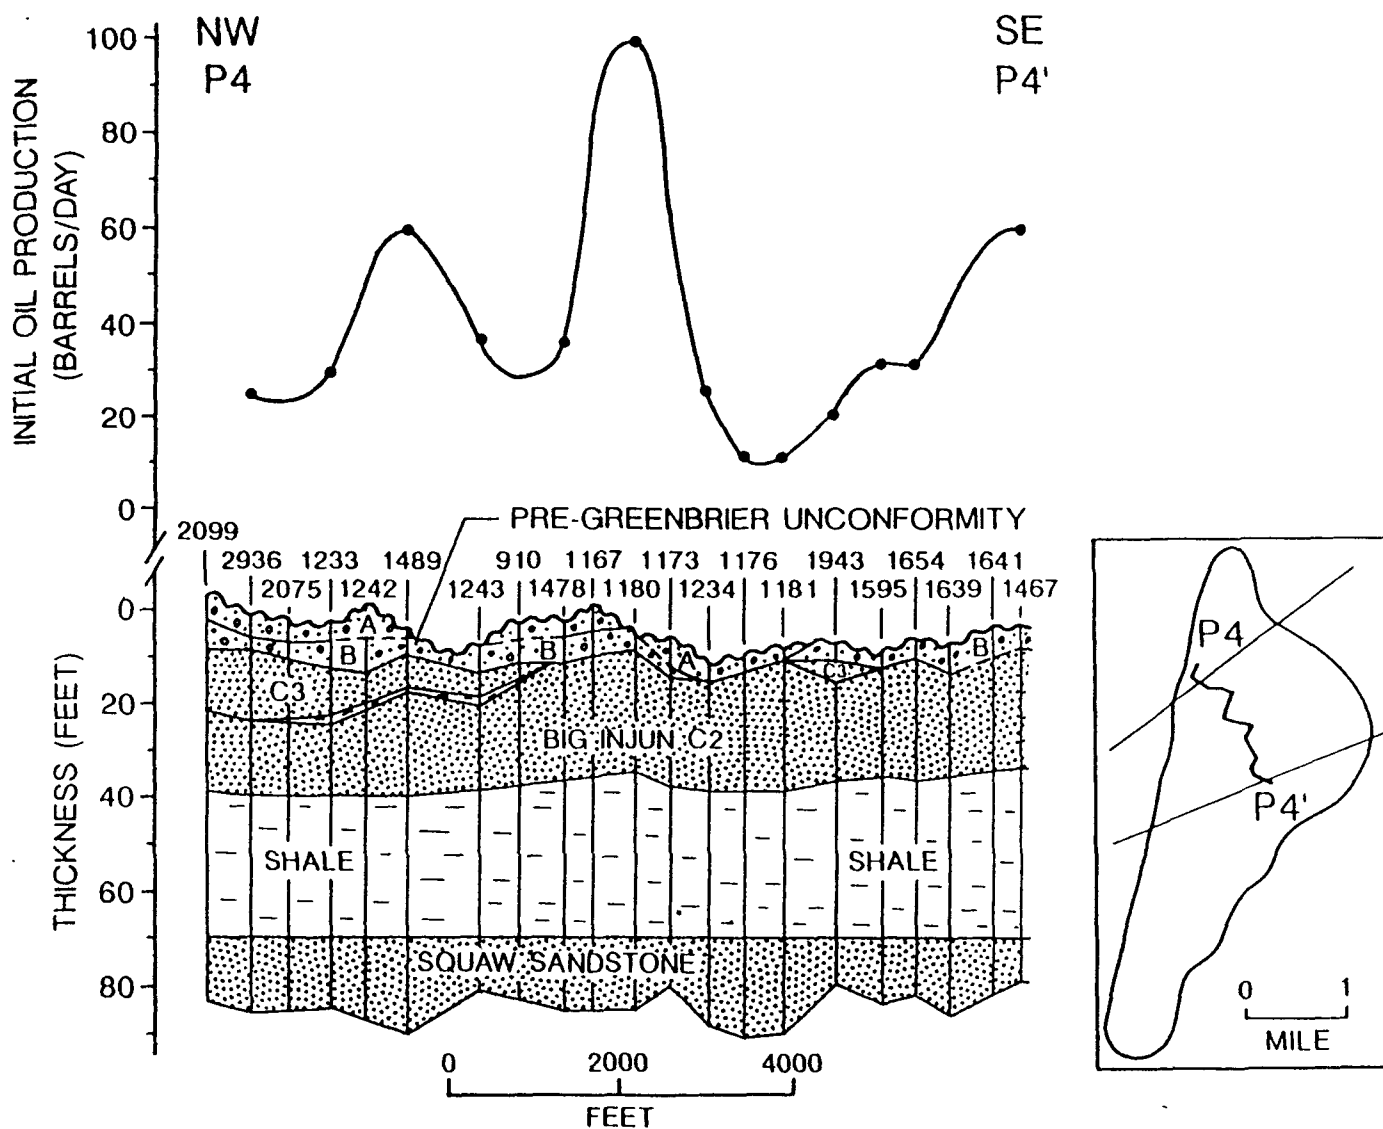 NW
P4
SE
P4'
INITIAL OIL PRODUCTION
(BARRELS/DAY)
100
80
60
40
20
0
PRE-GREENBRIER UNCONFORMITY
2099
2936 1233 1489 910 1167 1173 1176 1943 1654 1641
2075 1242 1243 1478 1180 1234 1181 1595 1639 1467
THICKNESS (FEET)
0
20
40
60
80
A
B
B
A
C1
B
C3
BIG INJUN C2
SHALE
SHALE
SQUAW SANDSTONE
0 2000 4000
FEET
P4
P4'
0 1
MILE